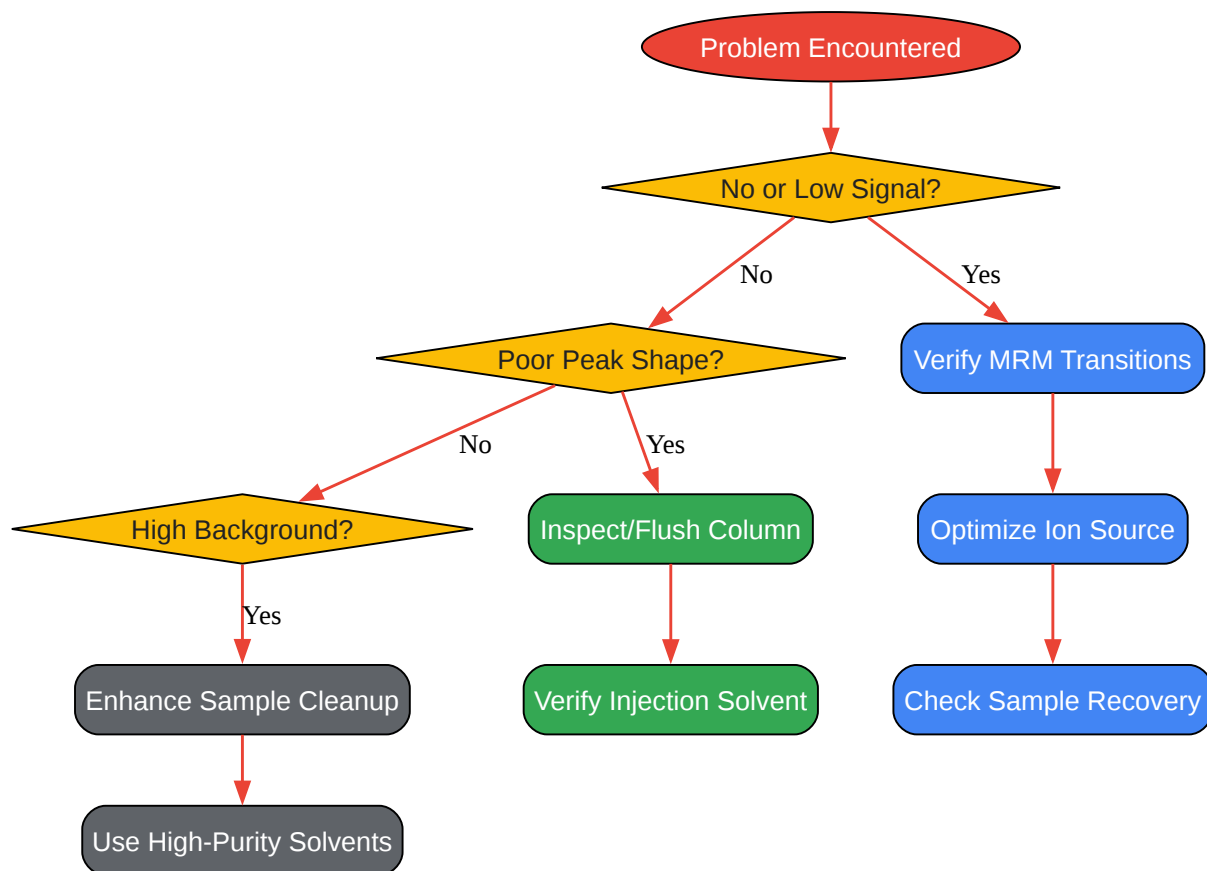 Problem Encountered
No or Low Signal?
No
Yes
Poor Peak Shape?
Verify MRM Transitions
No
Yes
High Background?
Inspect/Flush Column
Optimize Ion Source
Yes
Enhance Sample Cleanup
Verify Injection Solvent
Check Sample Recovery
Use High-Purity Solvents